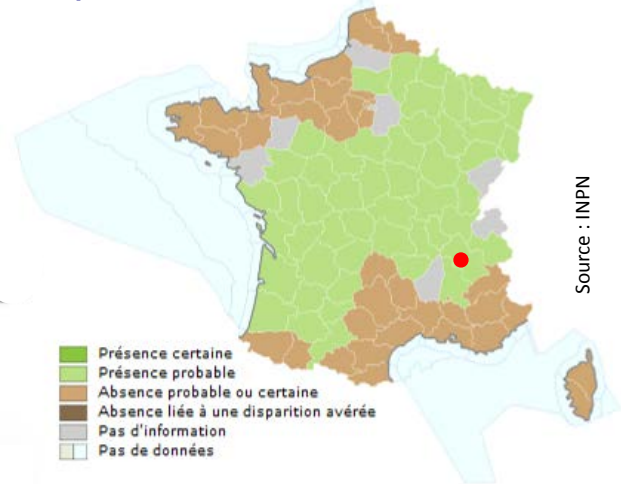 Source : INPN
Présence certaine
Présence probable
Absence probable ou certaine
Absence liée à une disparition avérée
Pas d'information
Pas de données